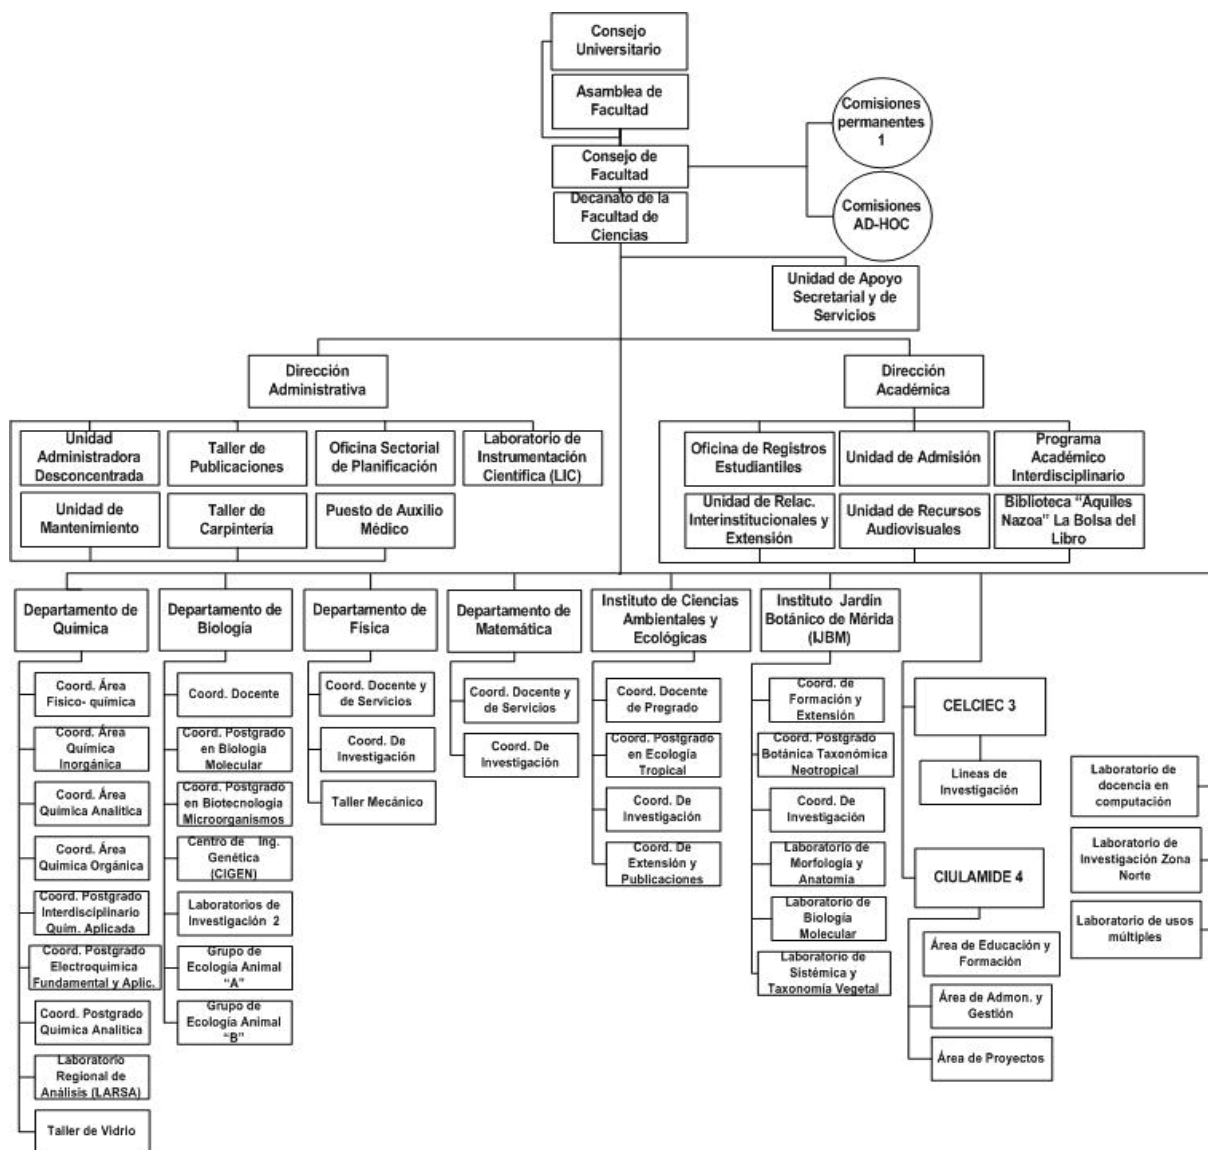 Consejo
Universitario
Asamblea de
Facultad
Comisiones
permanentes
1
Consejo de
Facultad
Decanato de la
Facultad de
Ciencias
Comisiones
AD-HOC
Unidad de Apoyo
Secretarial y de
Servicios
Dirección
Administrativa
Dirección
Académica
Unidad
Administradora
Desconcentrada
Taller de
Publicaciones
Oficina Sectorial
de Planificación
Laboratorio de
Instrumentación
Científica (LIC)
Unidad de
Mantenimiento
Taller de
Carpintería
Puesto de Auxilio
Médico
Oficina de Registros
Estudiantiles
Unidad de Admisión
Programa
Académico
Interdisciplinario
Unidad de Relac.
Interinstitucionales y
Extensión
Unidad de Recursos
Audiovisuales
Biblioteca “Aquiles
Nazoa” La Bolsa del
Libro
Departamento de
Química
Departamento de
Biología
Departamento de
Física
Departamento de
Matemática
Instituto de Ciencias
Ambientales y
Ecológicas
Instituto Jardín
Botánico de Mérida
(IJBM)
Coord. Área
Físico- química
Coord. Área
Química
Inorgánica
Coord. Área
Química Analítica
Coord. Área
Química Orgánica
Coord. Postgrado
Interdisciplinario
Quím. Aplicada
Coord. Postgrado
Electroquímica
Fundamental y Aplic.
Coord. Postgrado
Química Analítica
Laboratorio
Regional de
Análisis (LARSA)
Taller de Vidrio
Coord. Docente
Coord. Postgrado
en Biología
Molecular
Coord. Postgrado
en Biotecnología
Microorganismos
Centro de Ing.
Genética
(CIGEN)
Laboratorios de
Investigación 2
Grupo de
Ecología Animal
“A”
Grupo de
Ecología Animal
“B”
Coord. Docente y
de Servicios
Coord. De
Investigación
Taller Mecánico
Coord. Docente y
de Servicios
Coord. De
Investigación
Coord. Docente
de Pregrado
Coord. Postgrado
en Ecología
Tropical
Coord. De
Investigación
Coord. De
Extensión y
Publicaciones
Coord. de
Formación y
Extensión
Coord. Postgrado
Botánica Taxonómica
Neotropical
Coord. De
Investigación
Laboratorio de
Morfología y
Anatomía
Laboratorio de
Biología
Molecular
Laboratorio de
Sistémica y
Taxonomía Vegetal
CELCIEC 3
Líneas de
Investigación
CIULAMIDE 4
Área de Educación y
Formación
Área de Admon. y
Gestión
Área de Proyectos
Laboratorio de
docencia en
computación
Laboratorio de
Investigación Zona
Norte
Laboratorio de usos
múltiples